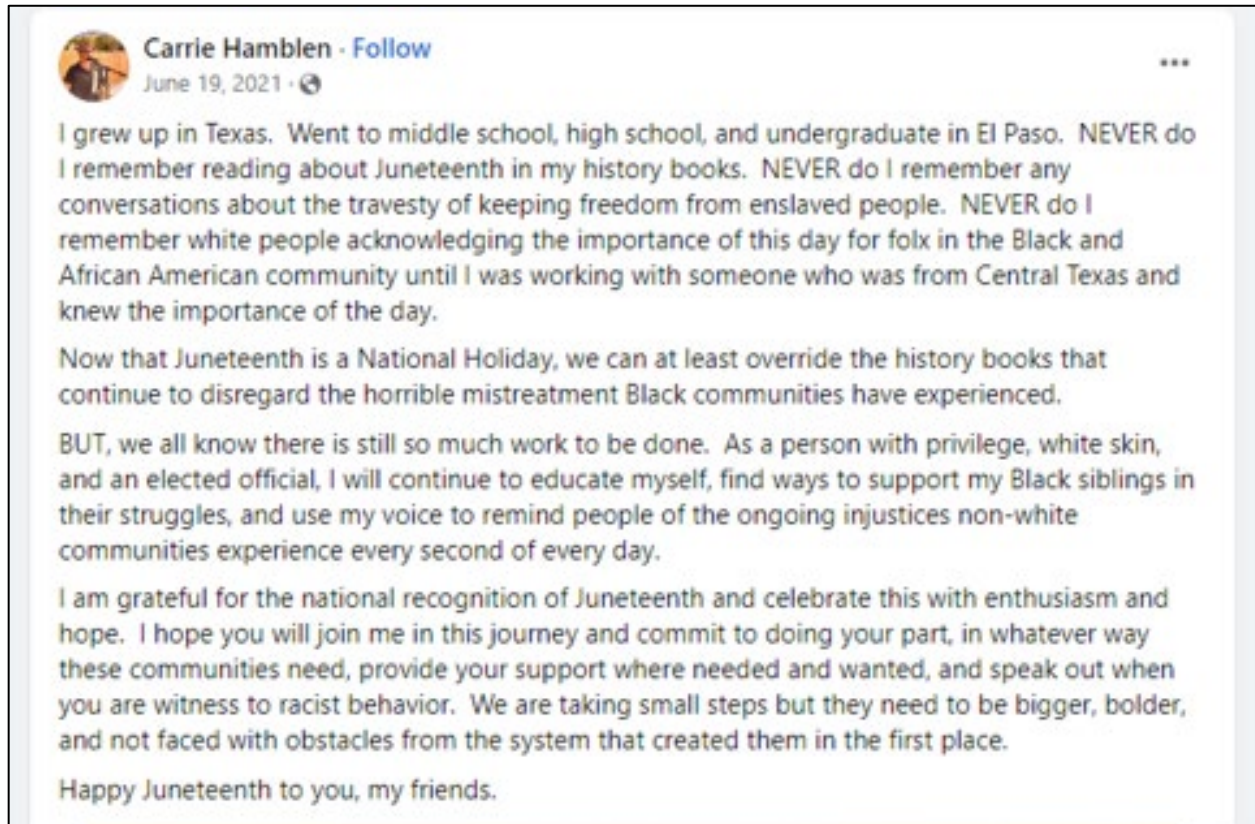 Carrie Hamblen · Follow
June 19, 2021 ·
I grew up in Texas. Went to middle school, high school, and undergraduate in El Paso. NEVER do
I remember reading about Juneteenth in my history books. NEVER do I remember any
conversations about the travesty of keeping freedom from enslaved people. NEVER do I
remember white people acknowledging the importance of this day for folx in the Black and
African American community until I was working with someone who was from Central Texas and
knew the importance of the day.
Now that Juneteenth is a National Holiday, we can at least override the history books that
continue to disregard the horrible mistreatment Black communities have experienced.
BUT, we all know there is still so much work to be done. As a person with privilege, white skin,
and an elected official, I will continue to educate myself, find ways to support my Black siblings in
their struggles, and use my voice to remind people of the ongoing injustices non-white
communities experience every second of every day.
I am grateful for the national recognition of Juneteenth and celebrate this with enthusiasm and
hope. I hope you will join me in this journey and commit to doing your part, in whatever way
these communities need, provide your support where needed and wanted, and speak out when
you are witness to racist behavior. We are taking small steps but they need to be bigger, bolder,
and not faced with obstacles from the system that created them in the first place.
Happy Juneteenth to you, my friends.